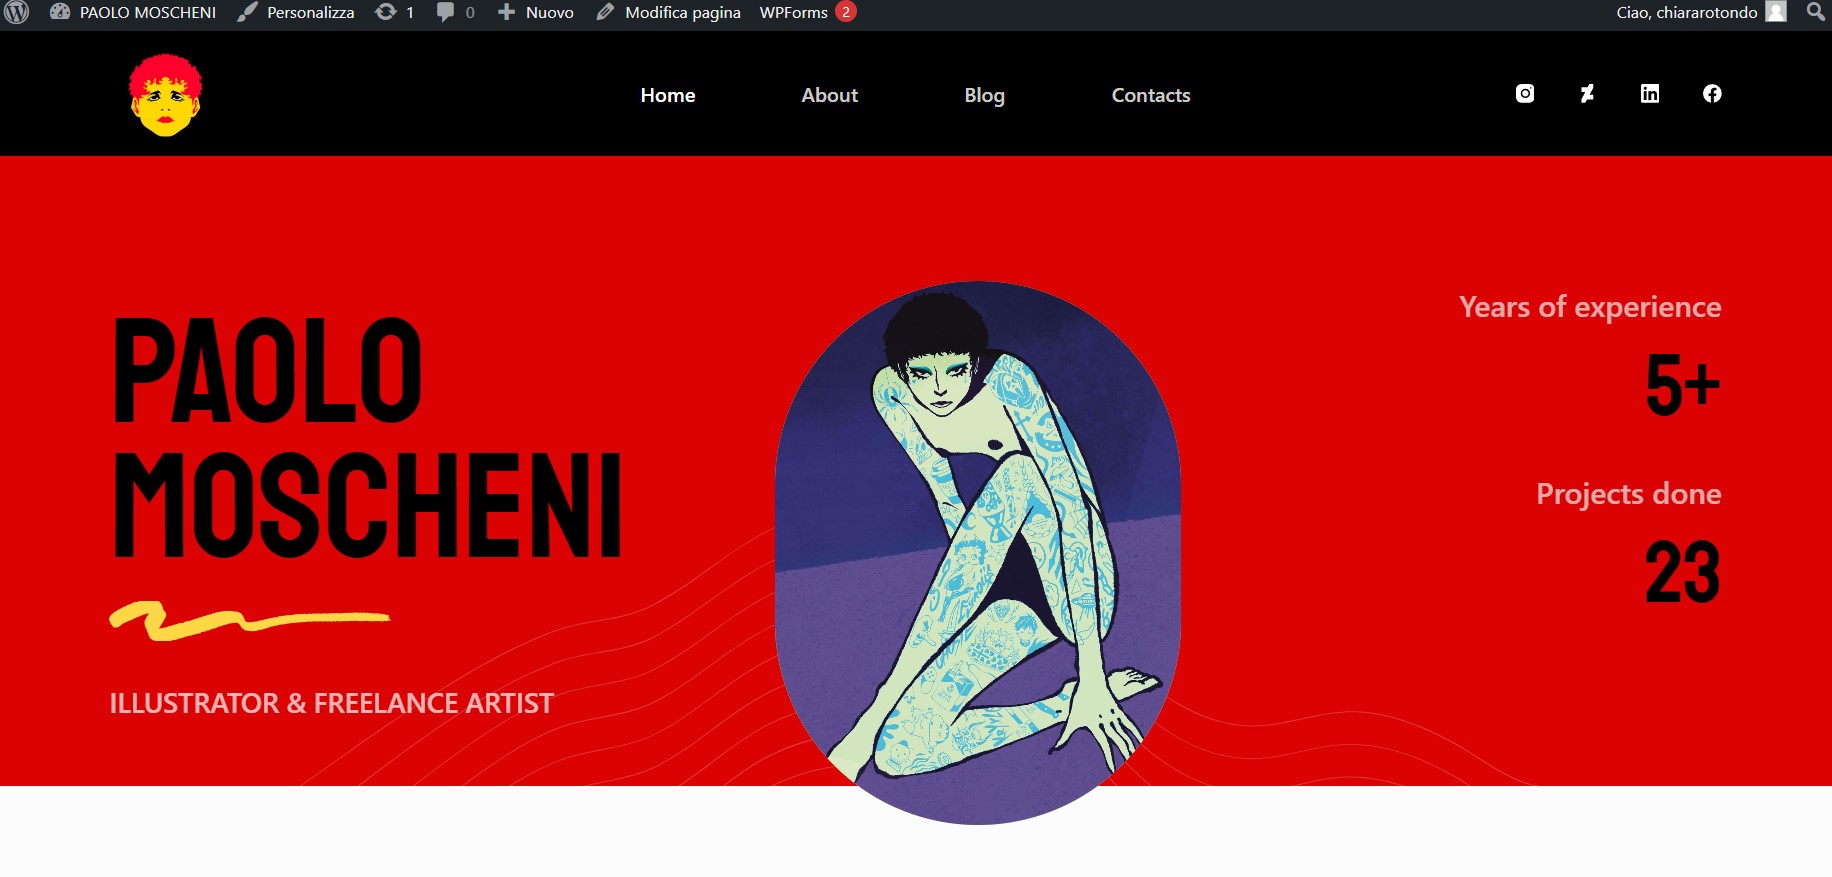 PAOLO MOSCHENI Personalizza 1 0 Nuovo Modifica pagina WPForms 2 Ciao, chiararotondo
Home About Blog Contacts
Years of experience
5+
PAOLO
MOSCHENI
Projects done
23
ILLUSTRATOR & FREELANCE ARTIST